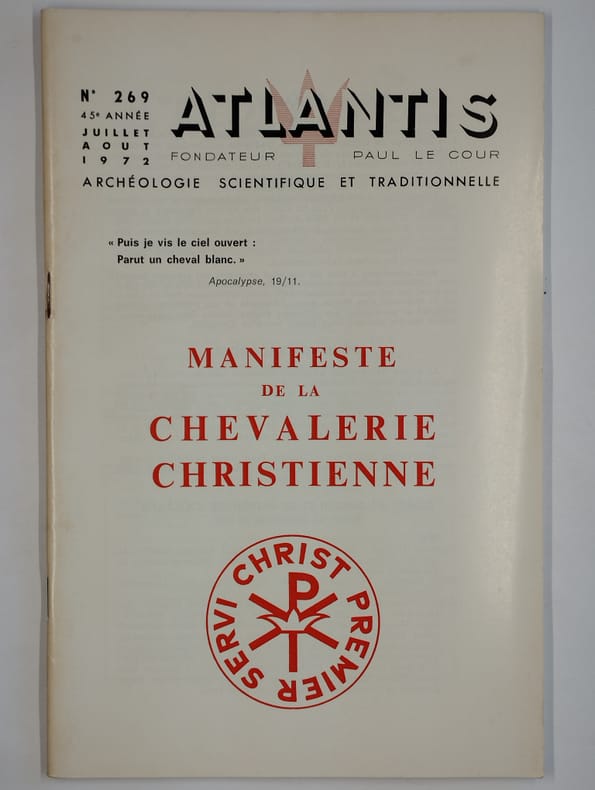 N° 269
45e ANNÉE
JUILLET
AOUT
1972
ATLANTIS
FONDATEUR PAUL LE COUR
ARCHÉOLOGIE SCIENTIFIQUE ET TRADITIONNELLE
« Puis je vis le ciel ouvert :
Parut un cheval blanc. »
Apocalypse, 19/11.
MANIFESTE
DE LA
CHEVALERIE
CHRISTIENNE
CHRIST PREMIER SERVI